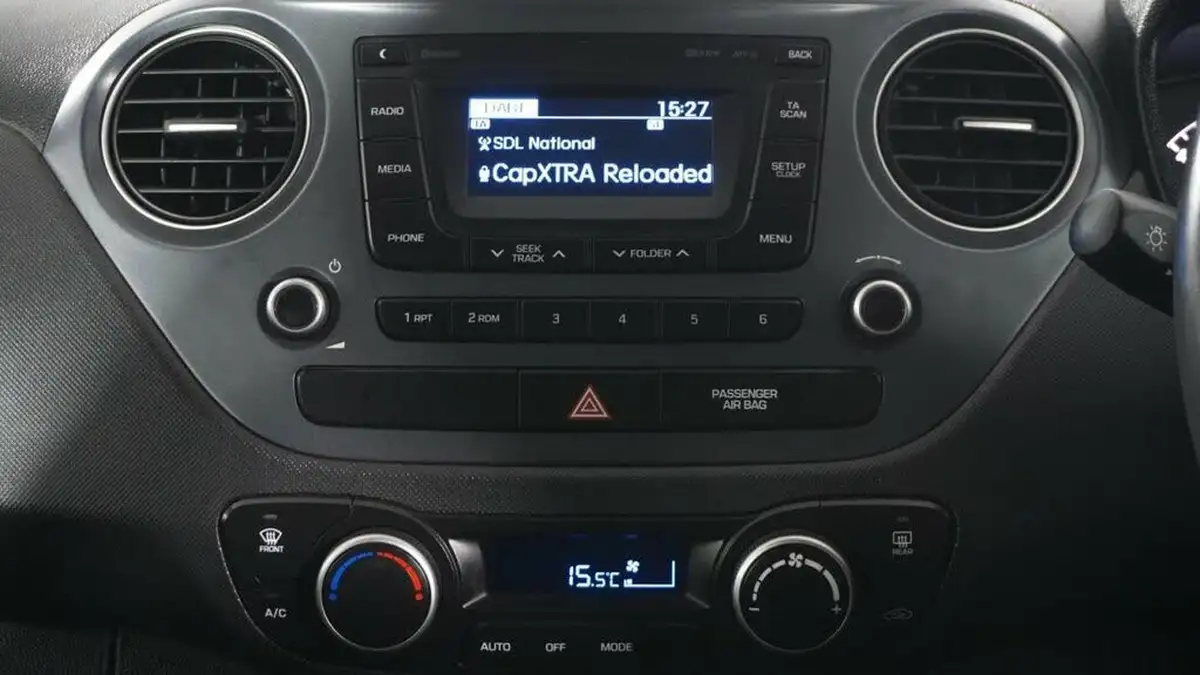 BACK
RADIO
TA
SCAN
15:27
TA
SDL National
MEDIA
SETUP
CLOCK
CapXTRA Reloaded
PHONE
SEEK
TRACK
FOLDER
MENU
1 RPT
2 RDM
3
4
5
6
PASSENGER
AIR BAG
FRONT
REAR
15.5°C
A/C
- +
AUTO
OFF
MODE